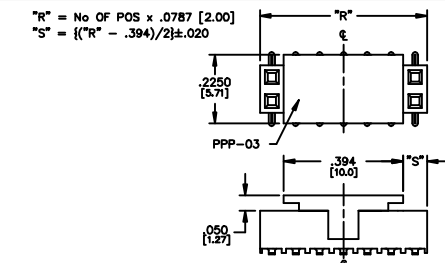 "R" = No OF POS x .0787 [2.00]
"S" = {("R" - .394)/2}±.020
"R"
℄
.2250
[5.71]
PPP-03
.394
[10.0]
"S"
.050
[1.27]